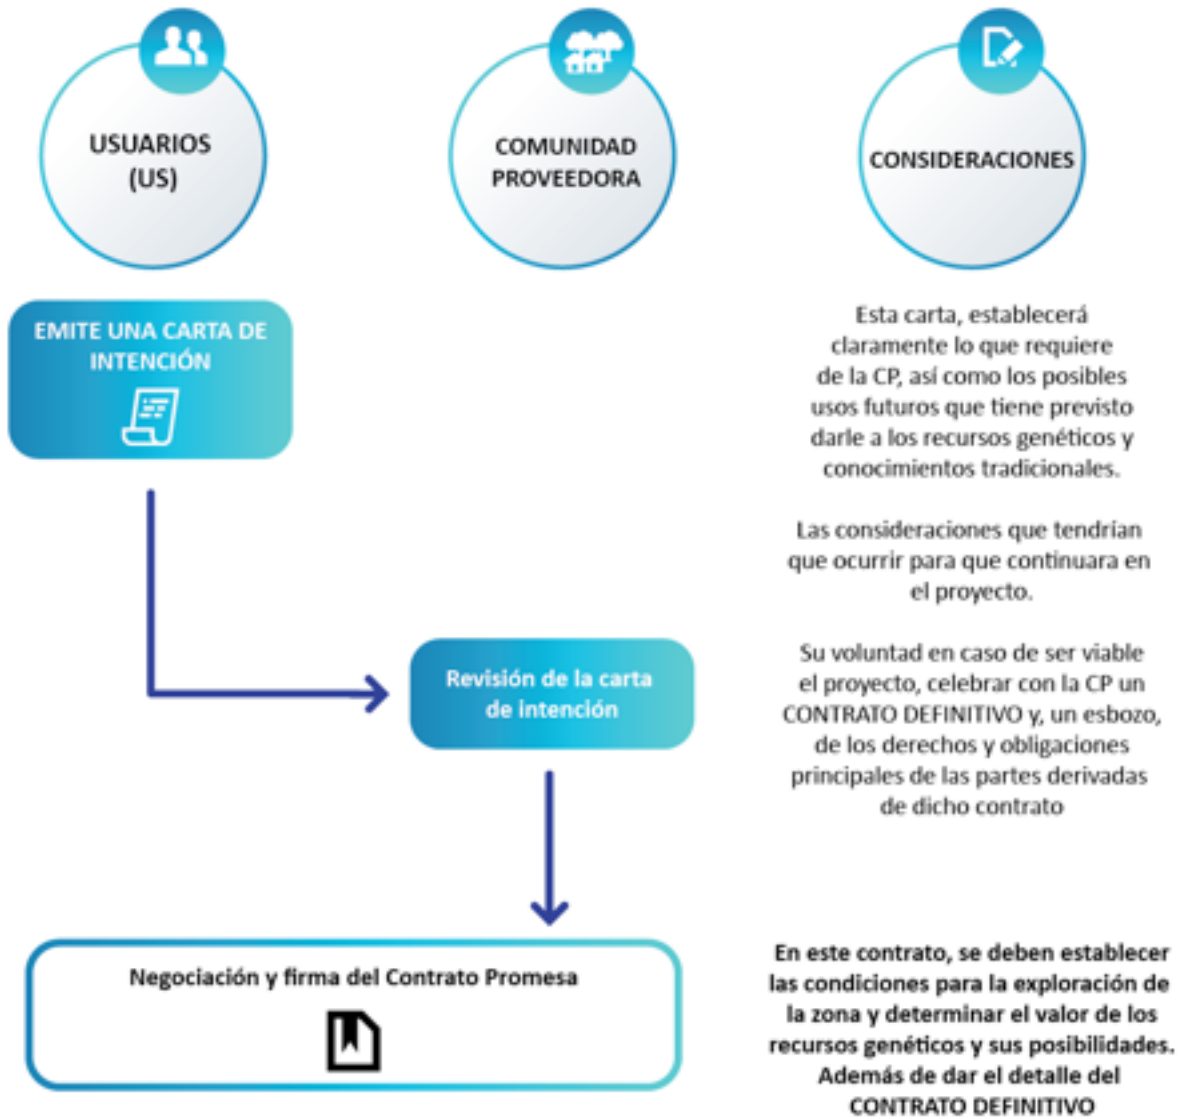 USUARIOS
(US)
COMUNIDAD
PROVEEDORA
CONSIDERACIONES
EMITE UNA CARTA DE
INTENCIÓN
Esta carta, establecerá
claramente lo que requiere
de la CP, así como los posibles
usos futuros que tiene previsto
darle a los recursos genéticos y
conocimientos tradicionales.
Las consideraciones que tendrían
que ocurrir para que continuara en
el proyecto.
Revisión de la carta
de intención
Su voluntad en caso de ser viable
el proyecto, celebrar con la CP un
CONTRATO DEFINITIVO y, un esbozo,
de los derechos y obligaciones
principales de las partes derivadas
de dicho contrato
Negociación y firma del Contrato Promesa
En este contrato, se deben establecer
las condiciones para la exploración de
la zona y determinar el valor de los
recursos genéticos y sus posibilidades.
Además de dar el detalle del
CONTRATO DEFINITIVO